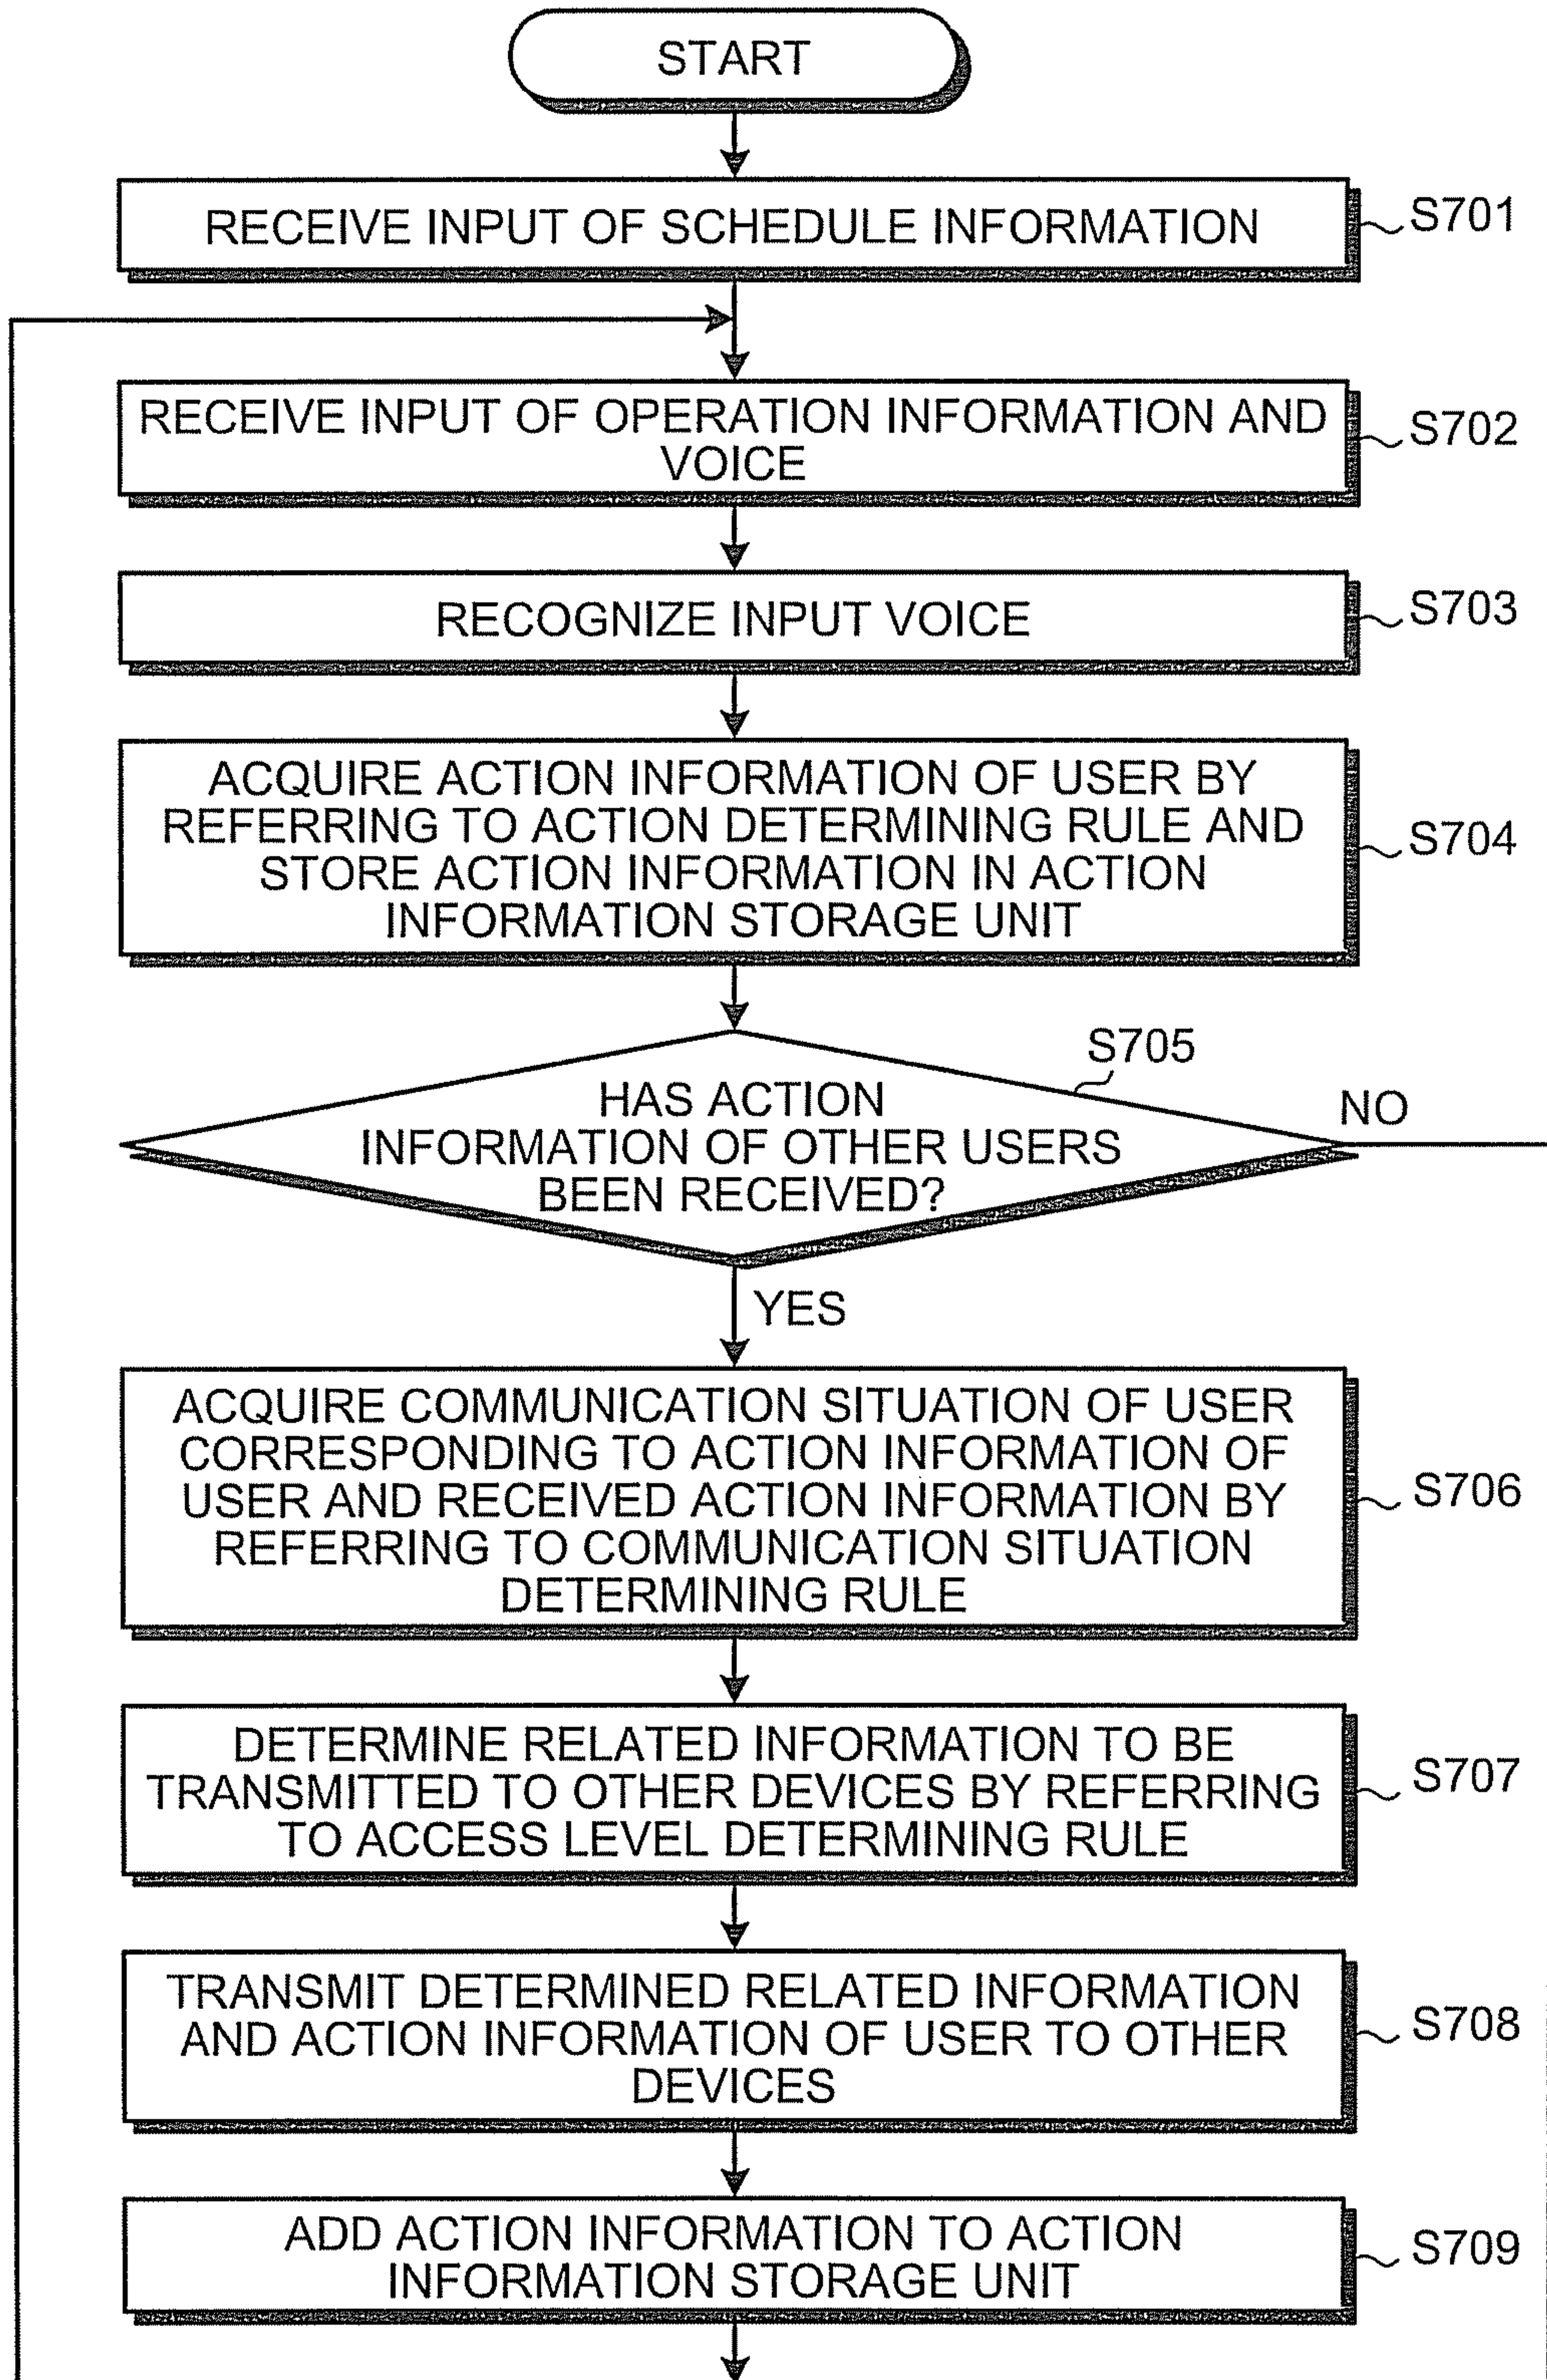 START
RECEIVE INPUT OF SCHEDULE INFORMATION
S701
RECEIVE INPUT OF OPERATION INFORMATION AND
VOICE
S702
RECOGNIZE INPUT VOICE
S703
ACQUIRE ACTION INFORMATION OF USER BY
REFERRING TO ACTION DETERMINING RULE AND
STORE ACTION INFORMATION IN ACTION
INFORMATION STORAGE UNIT
S704
S705
HAS ACTION
INFORMATION OF OTHER USERS
BEEN RECEIVED?
NO
YES
ACQUIRE COMMUNICATION SITUATION OF USER
CORRESPONDING TO ACTION INFORMATION OF
USER AND RECEIVED ACTION INFORMATION BY
REFERRING TO COMMUNICATION SITUATION
DETERMINING RULE
S706
DETERMINE RELATED INFORMATION TO BE
TRANSMITTED TO OTHER DEVICES BY REFERRING
TO ACCESS LEVEL DETERMINING RULE
S707
TRANSMIT DETERMINED RELATED INFORMATION
AND ACTION INFORMATION OF USER TO OTHER
DEVICES
S708
ADD ACTION INFORMATION TO ACTION
INFORMATION STORAGE UNIT
S709